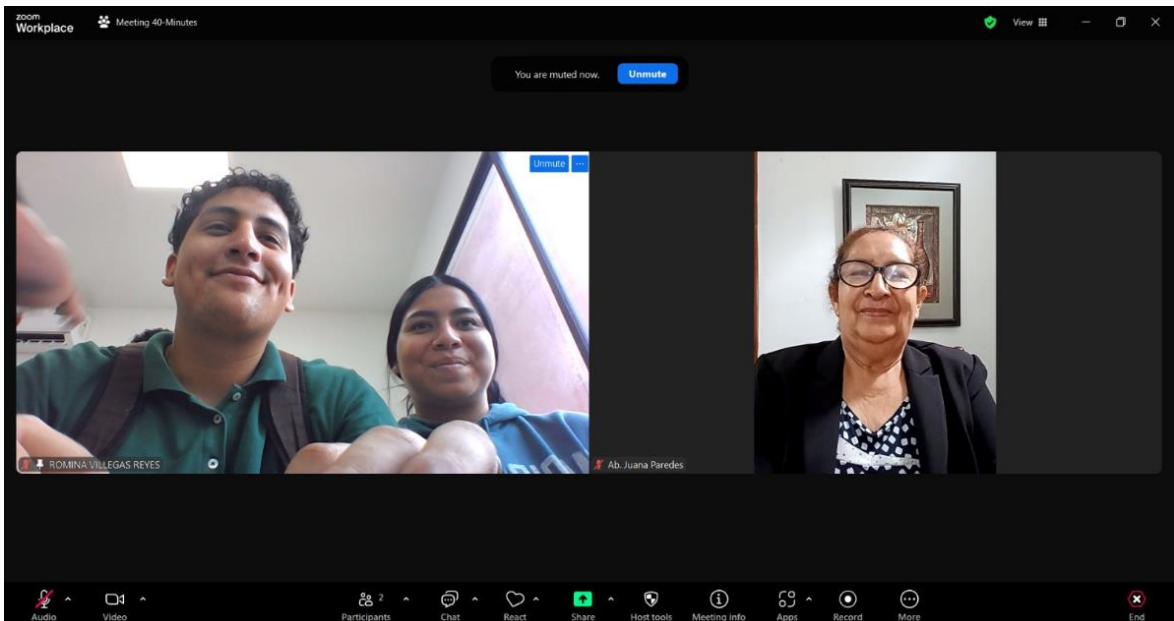 zoom
Workplace
Meeting 40-Minutes
View
You are muted now.
Unmute
Unmute
ROMINA VILLEGAS REYES
Ab. Juana Paredes
Audio
Video
Participants
2
Chat
React
Share
Host tools
Meeting info
Apps
Record
More
End